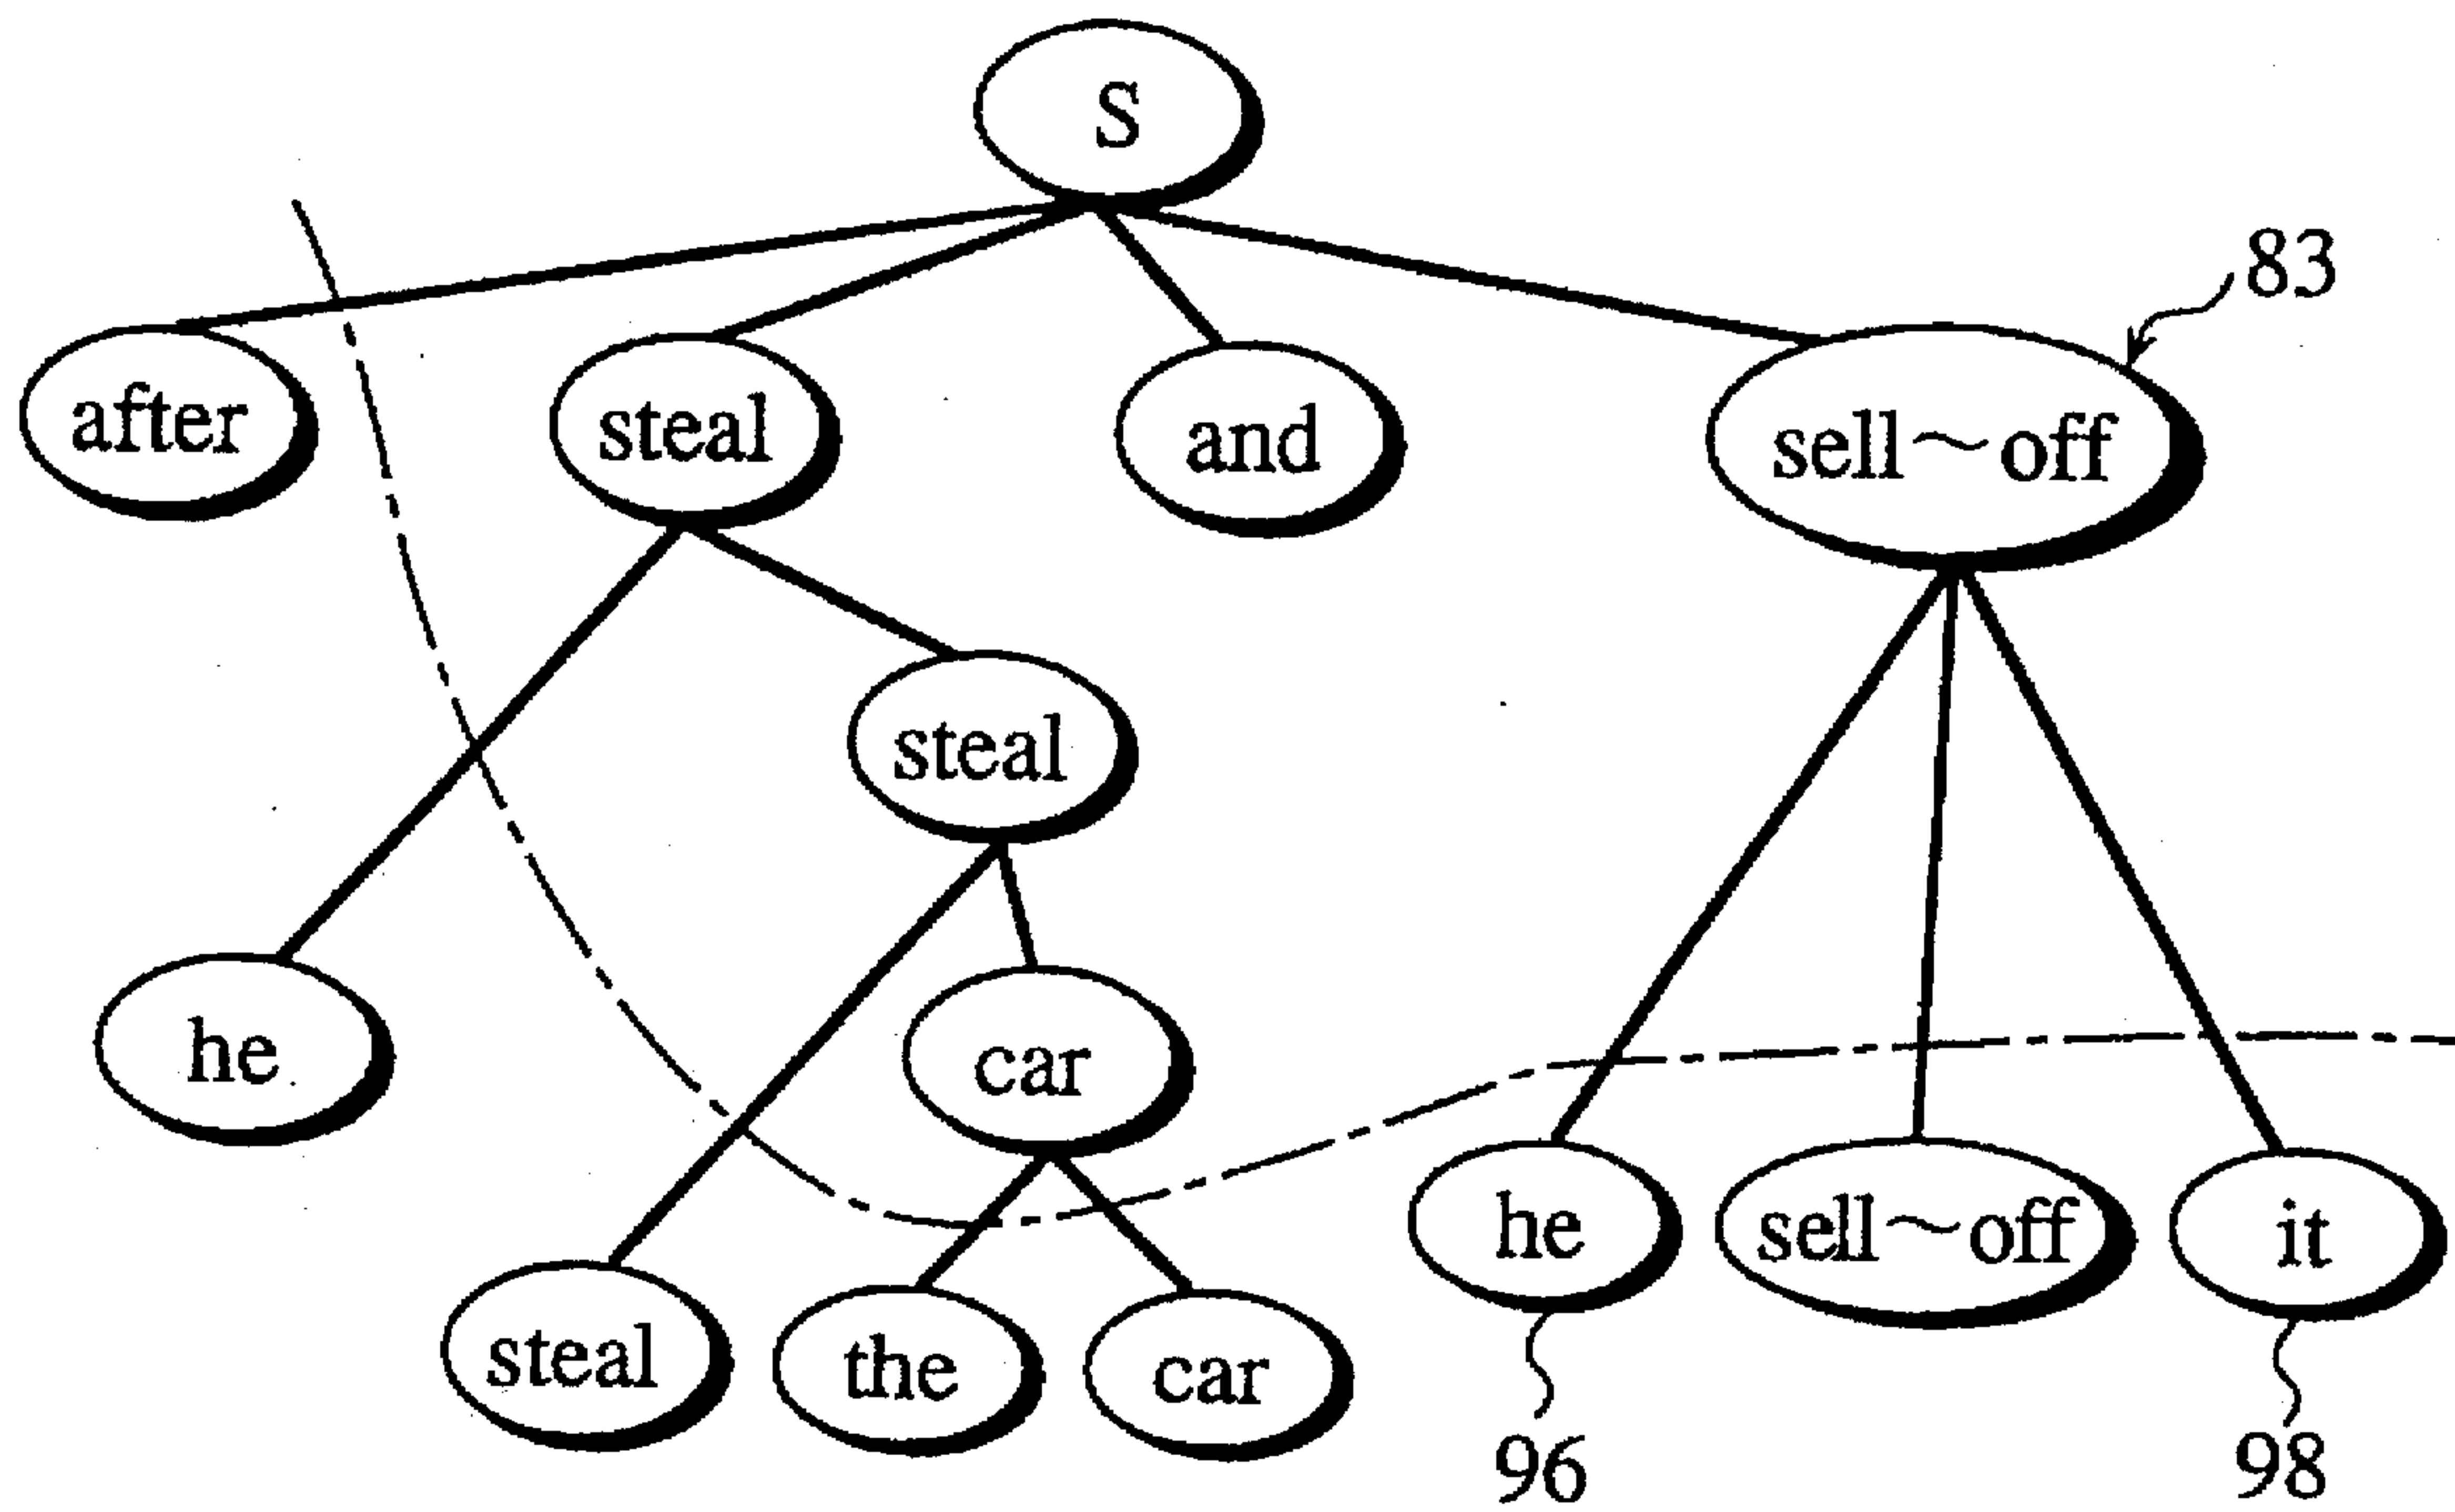 S
83
after steal and sell～off
steal
he car
he sell～off it
steal the car
96 98